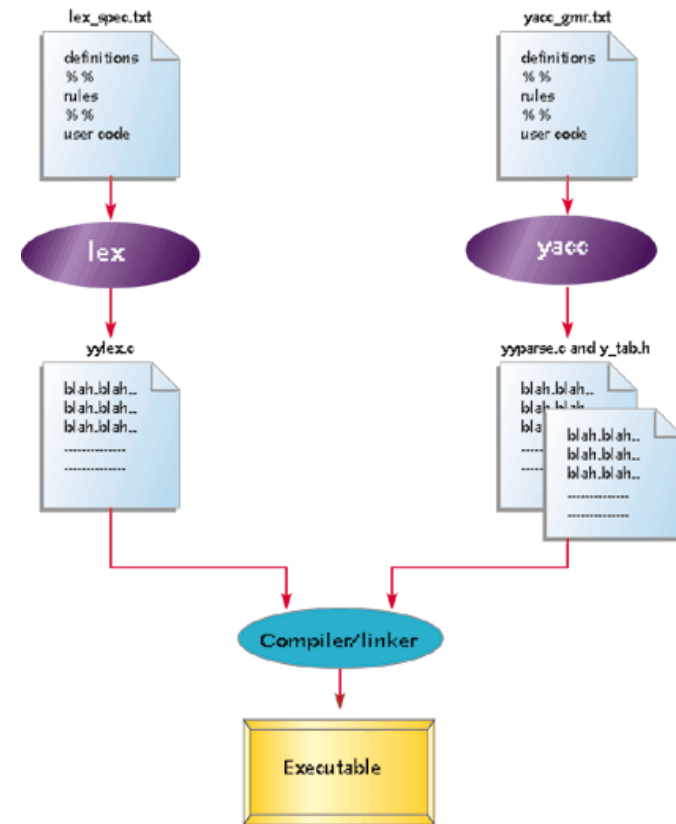 lex_spec.txt
definitions
% %
rules
% %
user code
lex
yylex.c
blah.blah..
blah.blah..
blah.blah..
---------------
---------------
yacc_gmr.txt
definitions
% %
rules
% %
user code
yacc
yyparse.c and y_tab.h
blah.blah..
blah.blah..
bla
---------------
---------------
blah.blah..
blah.blah..
blah.blah..
---------------
---------------
Compiler/linker
Executable